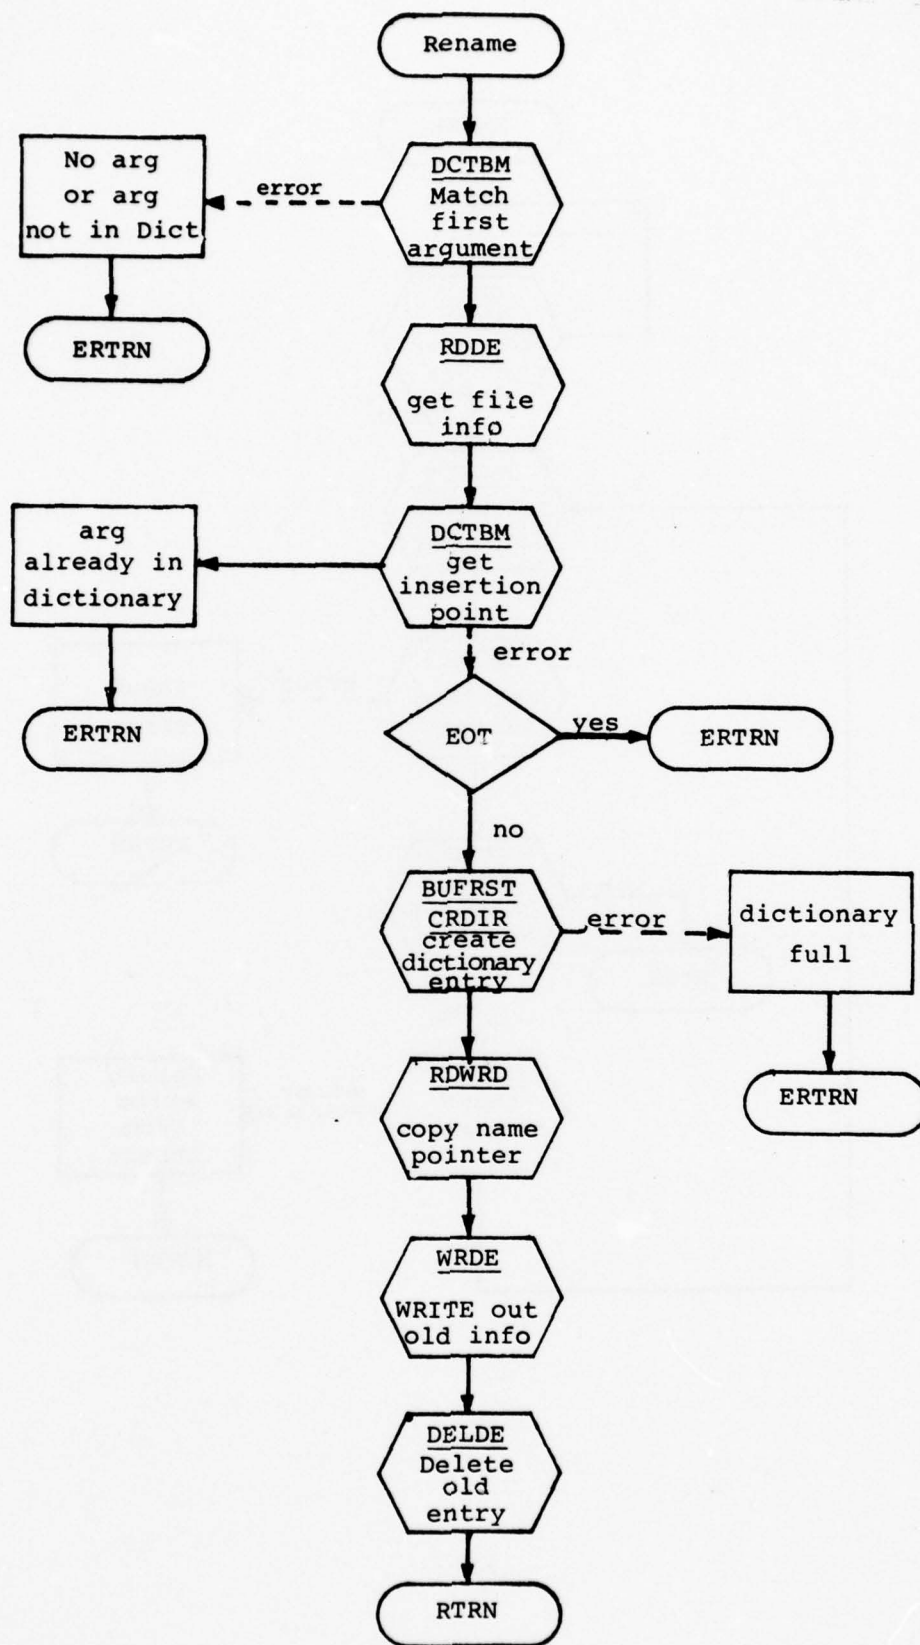 Rename
DCTBM
Match
first
argument
error
No arg
or arg
not in Dict
ERTRN
RDDE
get file
info
DCTBM
get
insertion
point
arg
already in
dictionary
ERTRN
error
EOT
yes
ERTRN
no
BUFRST
CRDIR
create
dictionary
entry
error
dictionary
full
ERTRN
RDWRD
copy name
pointer
WRDE
WRITE out
old info
DELDE
Delete
old
entry
RTRN